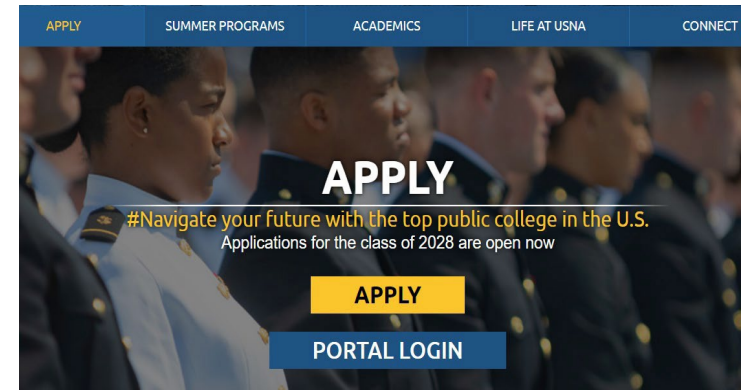 APPLY SUMMER PROGRAMS ACADEMICS LIFE AT USNA CONNECT
APPLY
#Navigate your future with the top public college in the U.S.
Applications for the class of 2028 are open now
APPLY
PORTAL LOGIN